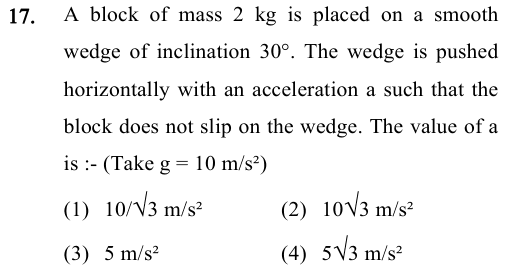 17. A block of mass 2 kg is placed on a smooth
wedge of inclination 30°. The wedge is pushed
horizontally with an acceleration a such that the
block does not slip on the wedge. The value of a
is :- (Take g = 10 m/s²)
(1) 10/√3 m/s² (2) 10√3 m/s²
(3) 5 m/s² (4) 5√3 m/s²